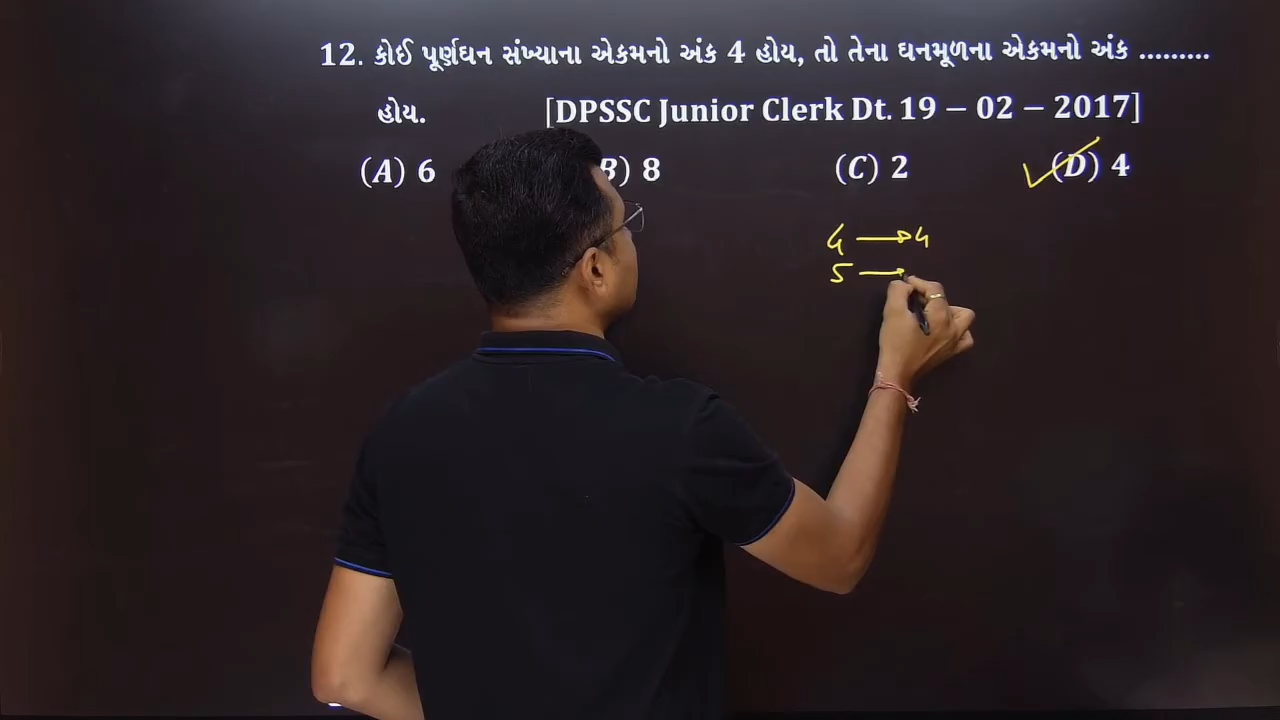 12. કોઈ પૂર્ણઘન સંખ્યાના એકમનો અંક 4 હોય, તો તેના ઘનમૂળના એકમનો અંક .........
હોય. [DPSSC Junior Clerk Dt. 19 – 02 – 2017]
(A) 6 B) 8 (C) 2 (D) 4
4 → 4
5 →